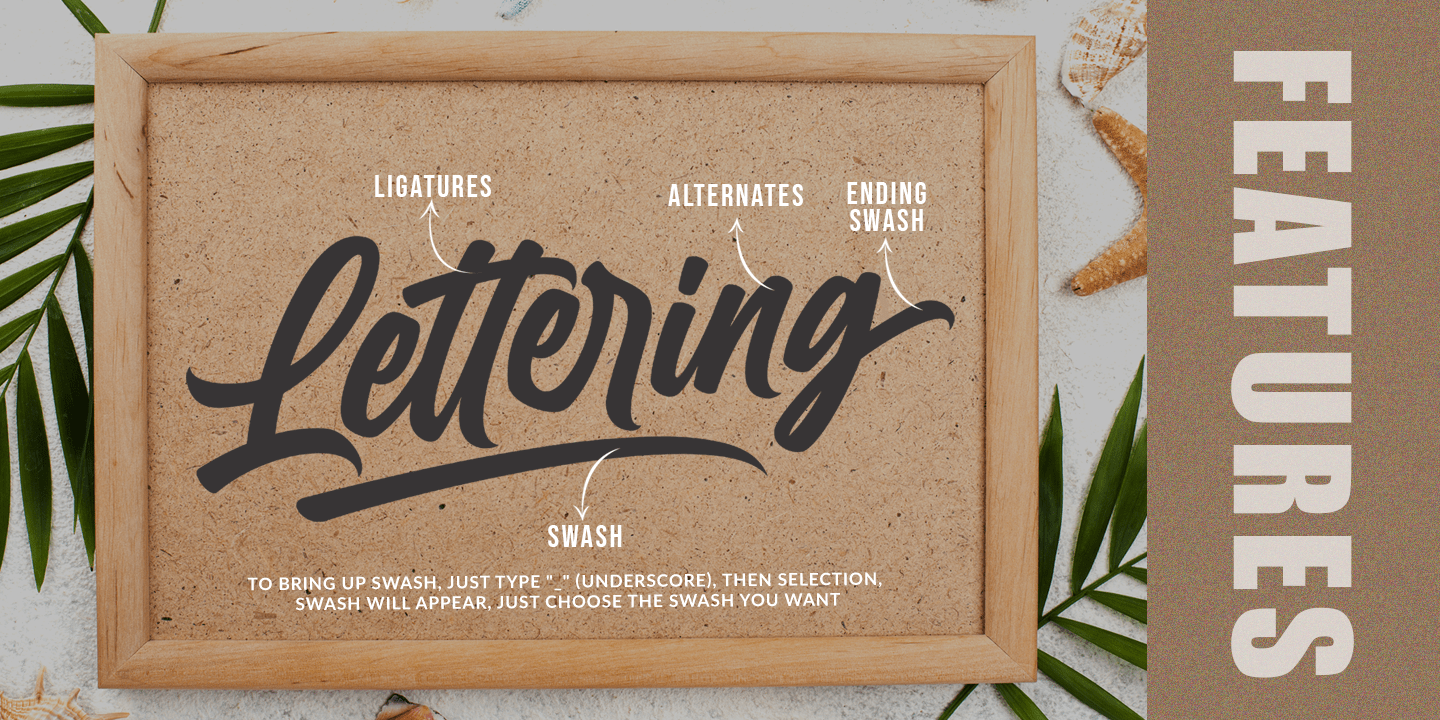 LIGATURES
ALTERNATES
ENDING
SWASH
Lettering
SWASH
TO BRING UP SWASH, JUST TYPE "_" (UNDERSCORE), THEN SELECTION,
SWASH WILL APPEAR, JUST CHOOSE THE SWASH YOU WANT
FEATURES